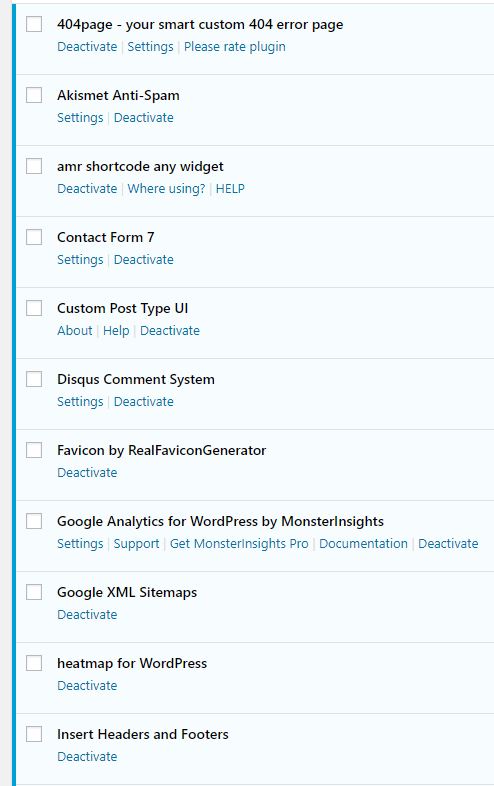 404page - your smart custom 404 error page
Deactivate | Settings | Please rate plugin
Akismet Anti-Spam
Settings | Deactivate
amr shortcode any widget
Deactivate | Where using? | HELP
Contact Form 7
Settings | Deactivate
Custom Post Type UI
About | Help | Deactivate
Disqus Comment System
Settings | Deactivate
Favicon by RealFaviconGenerator
Deactivate
Google Analytics for WordPress by MonsterInsights
Settings | Support | Get MonsterInsights Pro | Documentation | Deactivate
Google XML Sitemaps
Deactivate
heatmap for WordPress
Deactivate
Insert Headers and Footers
Deactivate